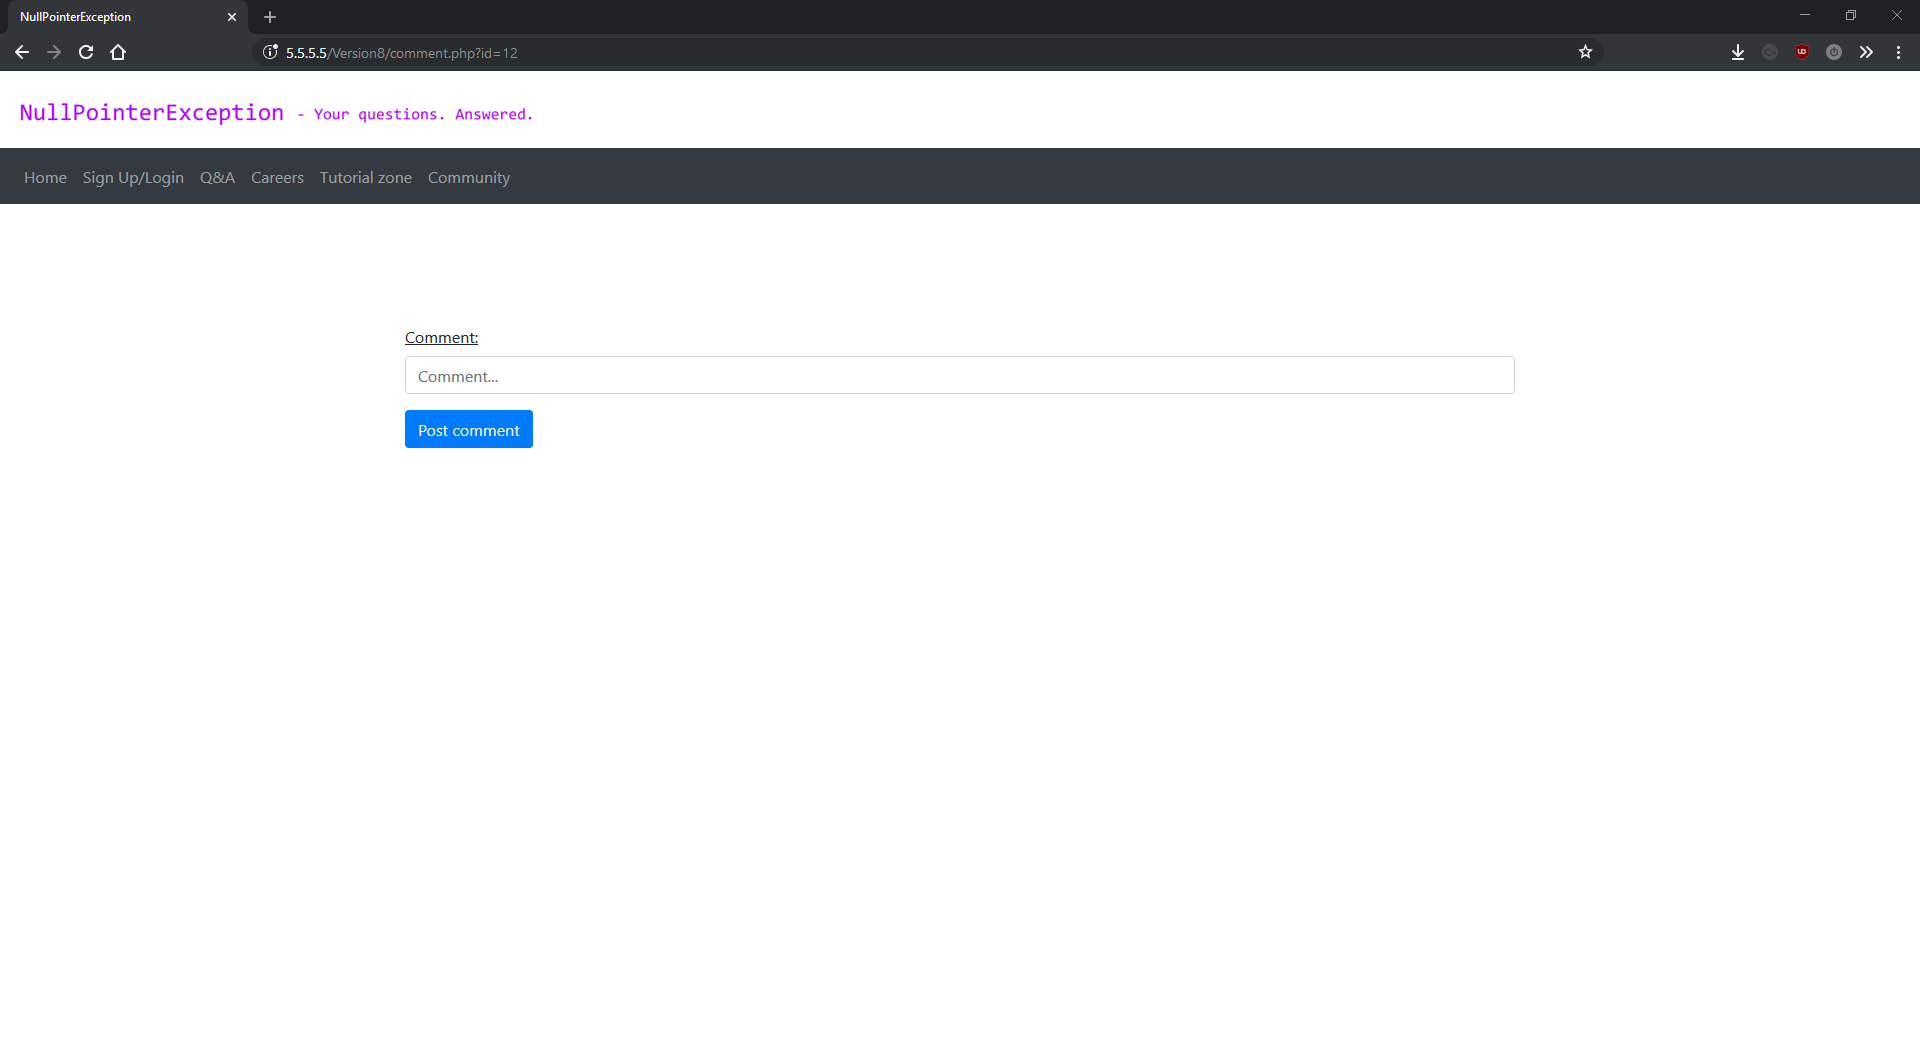 NullPointerException
5.5.5.5/Version8/comment.php?id=12
NullPointerException - Your questions. Answered.
Home Sign Up/Login Q&A Careers Tutorial zone Community
Comment:
Comment...
Post comment